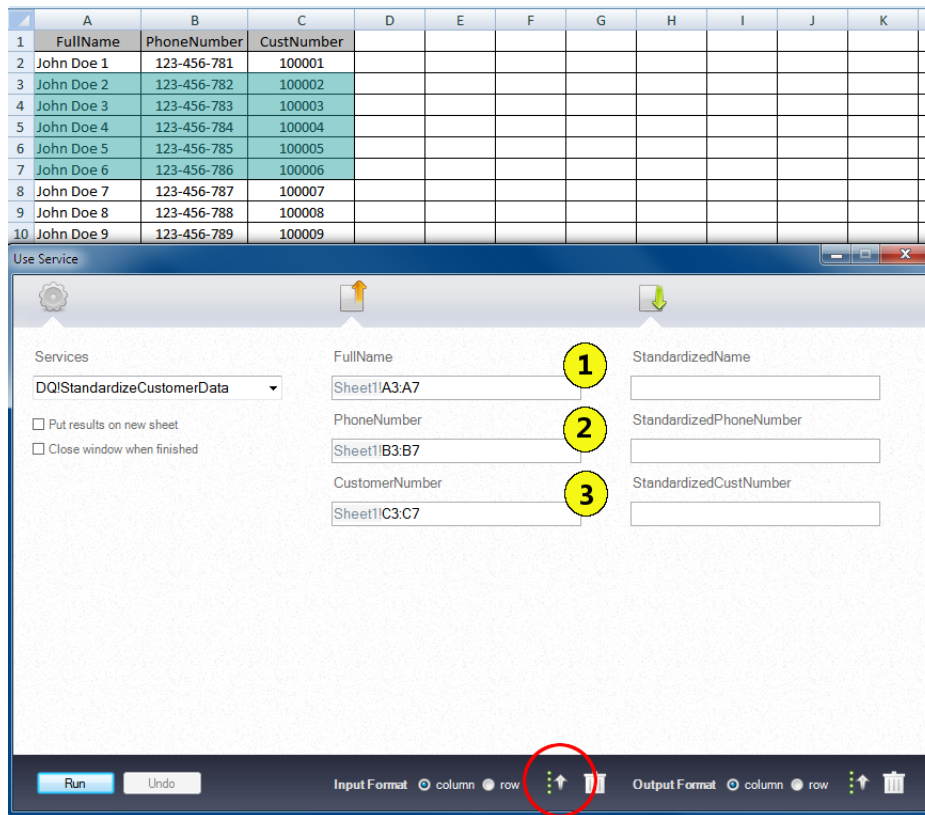 A B C D E F G H I J K
1 FullName PhoneNumber CustNumber
2 John Doe 1 123-456-781 100001
3 John Doe 2 123-456-782 100002
4 John Doe 3 123-456-783 100003
5 John Doe 4 123-456-784 100004
6 John Doe 5 123-456-785 100005
7 John Doe 6 123-456-786 100006
8 John Doe 7 123-456-787 100007
9 John Doe 8 123-456-788 100008
10 John Doe 9 123-456-789 100009
Use Service
Services
DQ!StandardizeCustomerData
Put results on new sheet
Close window when finished
FullName
Sheet1!A3:A7
1
PhoneNumber
Sheet1!B3:B7
2
CustomerNumber
Sheet1!C3:C7
3
StandardizedName
StandardizedPhoneNumber
StandardizedCustNumber
Run Undo Input Format column row Output Format column row